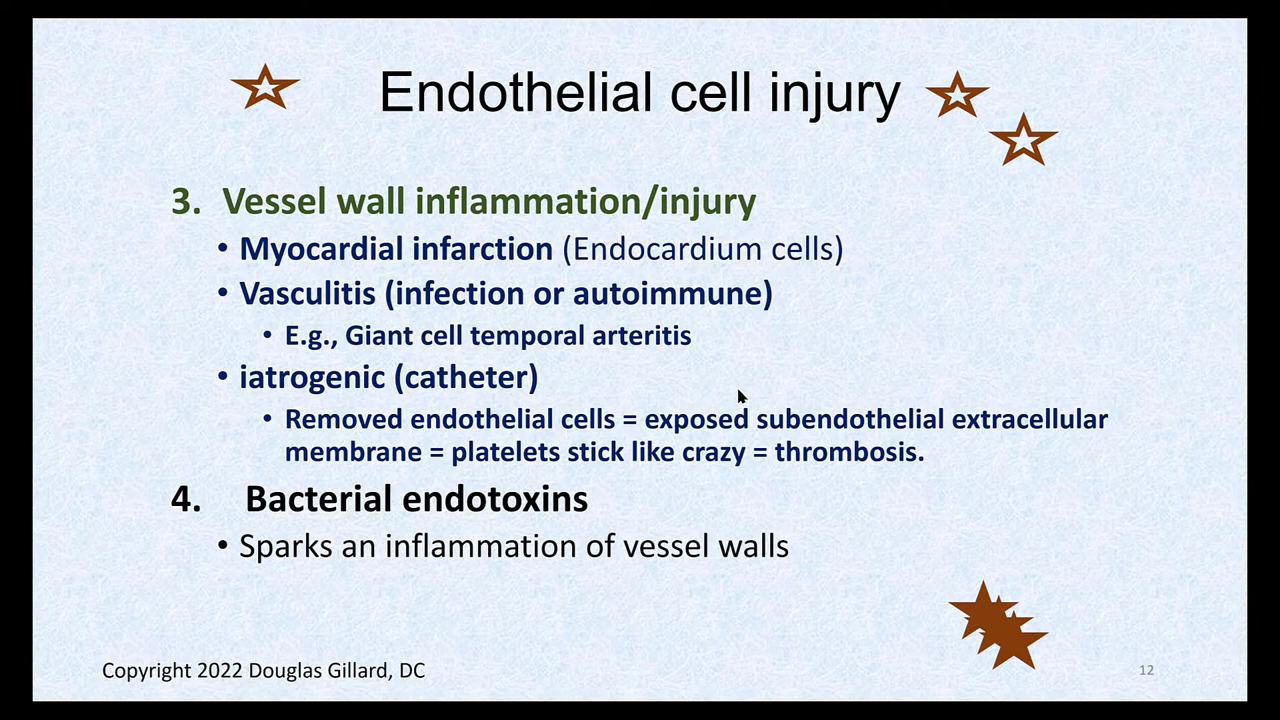 Endothelial cell injury
3. Vessel wall inflammation/injury
• Myocardial infarction (Endocardium cells)
• Vasculitis (infection or autoimmune)
• E.g., Giant cell temporal arteritis
• iatrogenic (catheter)
• Removed endothelial cells = exposed subendothelial extracellular
membrane = platelets stick like crazy = thrombosis.
4. Bacterial endotoxins
• Sparks an inflammation of vessel walls
Copyright 2022 Douglas Gillard, DC
12